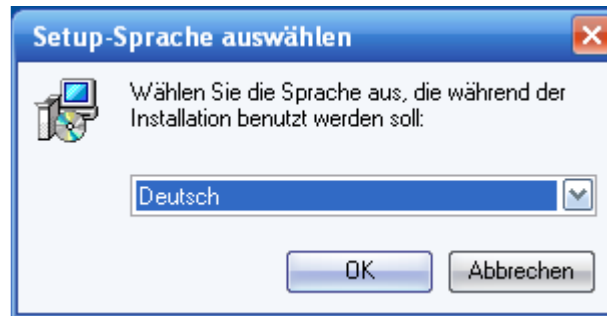 Setup-Sprache auswählen
Wählen Sie die Sprache aus, die während der
Installation benutzt werden soll:
Deutsch
OK
Abbrechen